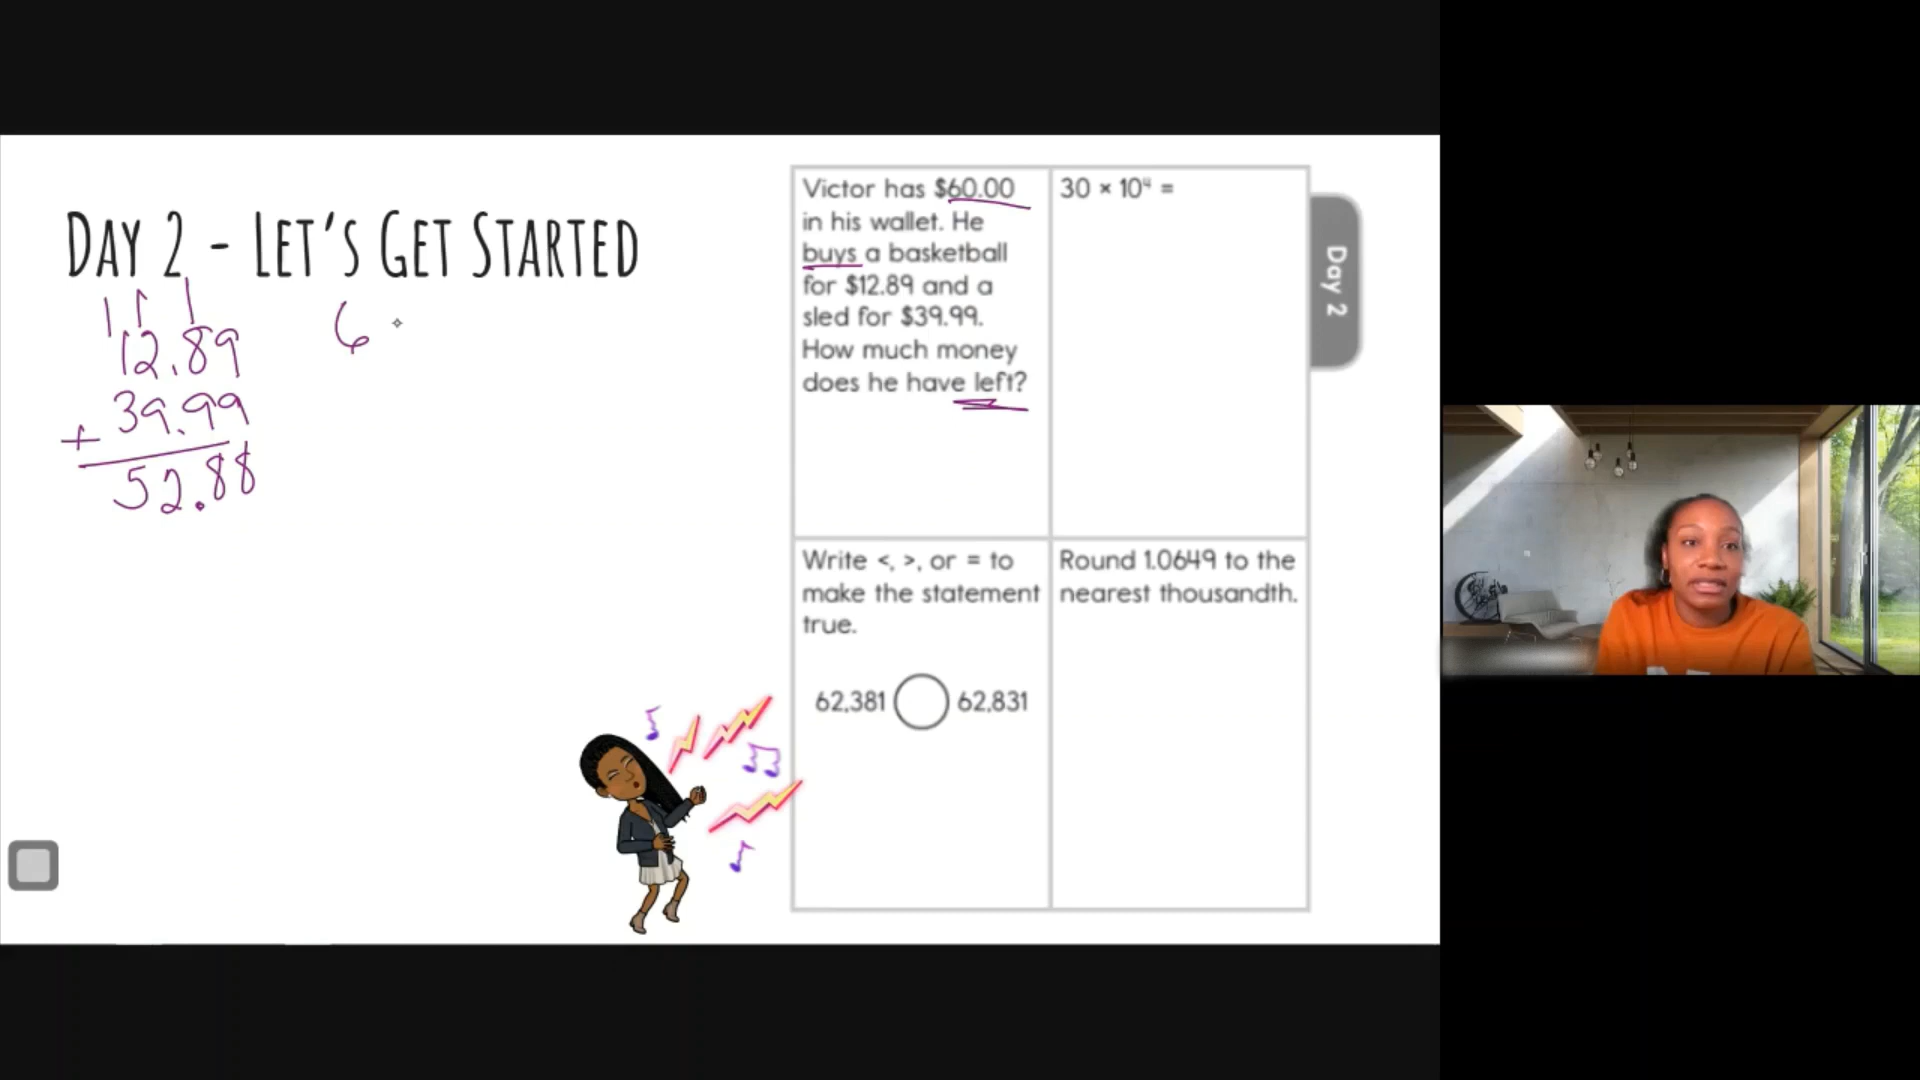 DAY 2 - LET'S GET STARTED
1 1 1
12.89
+ 39.99
52.88
6
Victor has $60.00
in his wallet. He
buys a basketball
for $12.89 and a
sled for $39.99.
How much money
does he have left?
30 × 10⁴ =
Write <, >, or = to
make the statement
true.
62,381 ◯ 62,831
Round 1.0649 to the
nearest thousandth.
Day 2